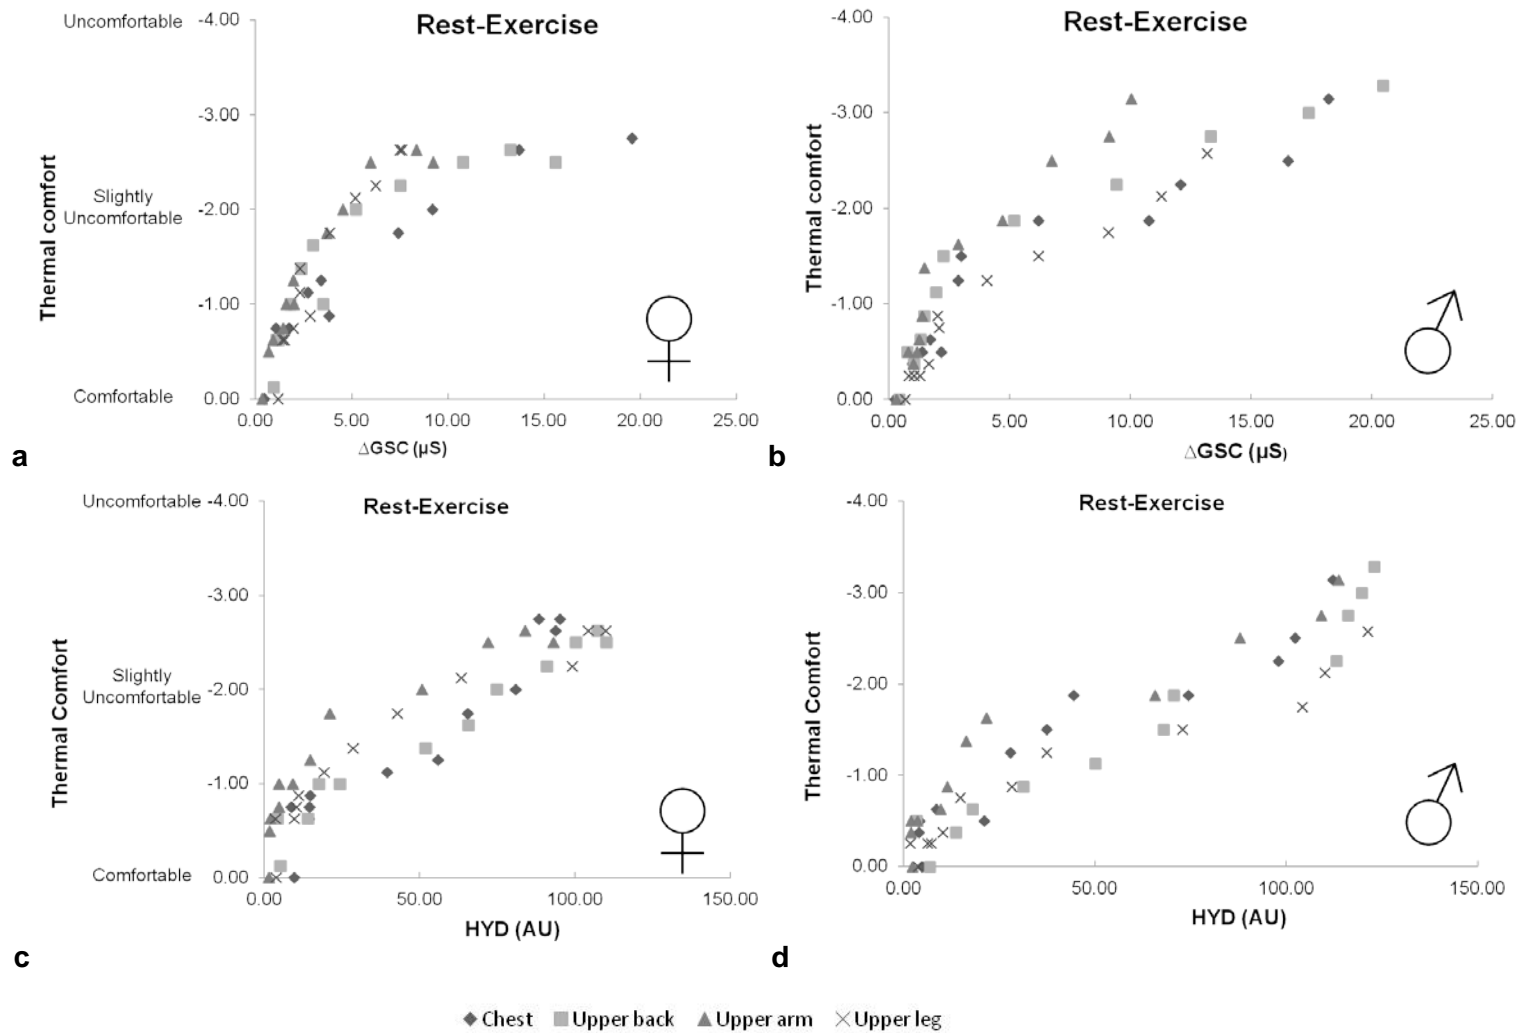 Rest-Exercise
Uncomfortable -4.00
-3.00
Slightly
Uncomfortable
-2.00
-1.00
Comfortable 0.00
Thermal comfort
0.00 5.00 10.00 15.00 20.00 25.00
ΔGSC (µS)
a
Rest-Exercise
-4.00
-3.00
-2.00
-1.00
0.00
Thermal comfort
0.00 5.00 10.00 15.00 20.00 25.00
ΔGSC (µS)
b
Rest-Exercise
Uncomfortable -4.00
-3.00
Slightly
Uncomfortable
-2.00
-1.00
Comfortable 0.00
Thermal Comfort
0.00 50.00 100.00 150.00
HYD (AU)
c
Rest-Exercise
-4.00
-3.00
-2.00
-1.00
0.00
Thermal Comfort
0.00 50.00 100.00 150.00
HYD (AU)
d
Chest Upper back Upper arm Upper leg